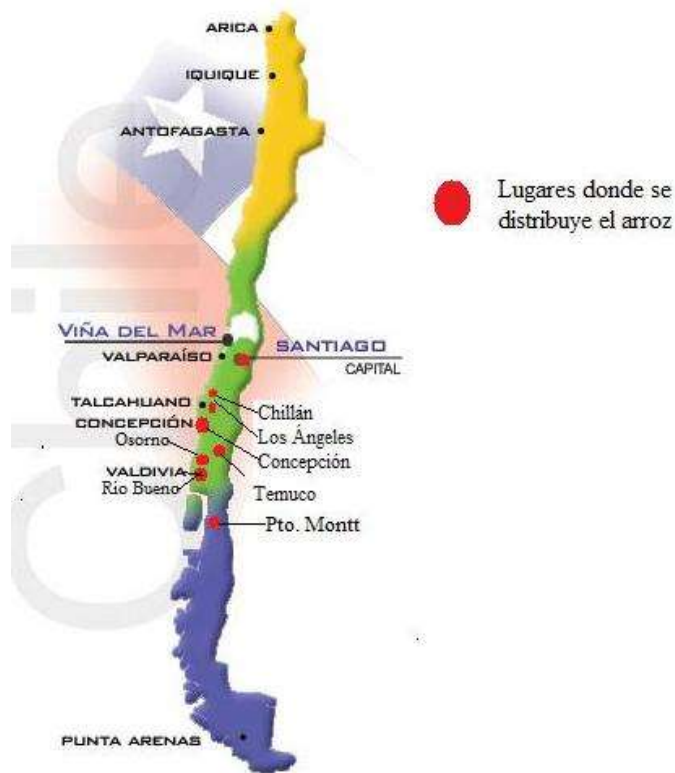 ARICA
IQUIQUE
ANTOFAGASTA
Lugares donde se
distribuye el arroz
Chile
VIÑA DEL MAR
SANTIAGO
VALPARAÍSO
CAPITAL
TALCAHUANO
Chillán
CONCEPCIÓN
Los Ángeles
Osorno
Concepción
VALDIVIA
Rio Bueno
Temuco
Pto. Montt
PUNTA ARENAS